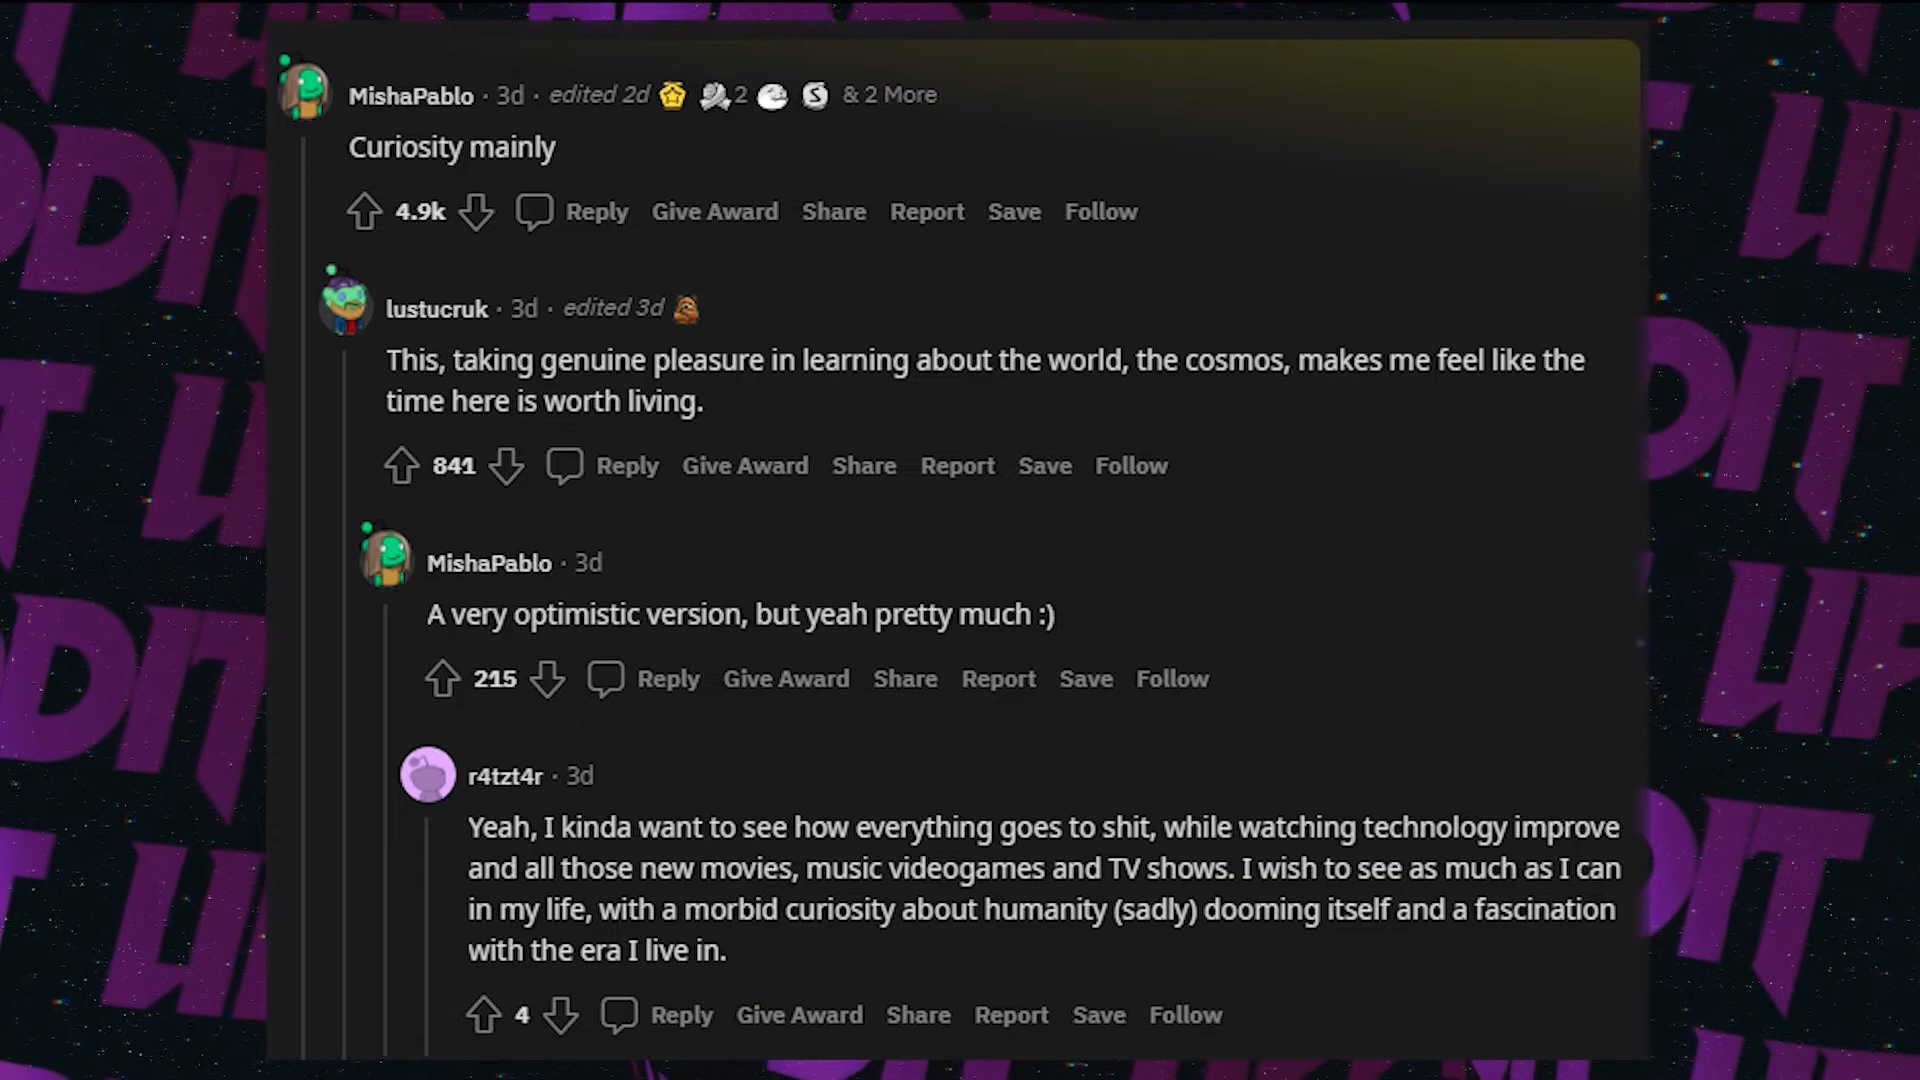 MishaPablo · 3d · edited 2d 2 S & 2 More
Curiosity mainly
4.9k Reply Give Award Share Report Save Follow
lustucruk · 3d · edited 3d
This, taking genuine pleasure in learning about the world, the cosmos, makes me feel like the
time here is worth living.
841 Reply Give Award Share Report Save Follow
MishaPablo · 3d
A very optimistic version, but yeah pretty much :)
215 Reply Give Award Share Report Save Follow
r4tzt4r · 3d
Yeah, I kinda want to see how everything goes to shit, while watching technology improve
and all those new movies, music videogames and TV shows. I wish to see as much as I can
in my life, with a morbid curiosity about humanity (sadly) dooming itself and a fascination
with the era I live in.
4 Reply Give Award Share Report Save Follow